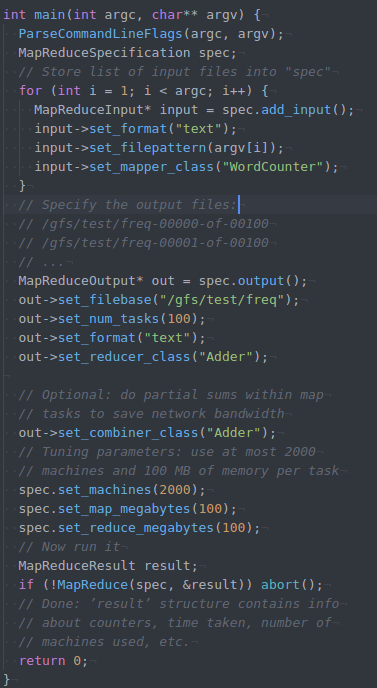 int main(int argc, char** argv) {
  ParseCommandLineFlags(argc, argv);
  MapReduceSpecification spec;
  // Store list of input files into "spec"
  for (int i = 1; i < argc; i++) {
    MapReduceInput* input = spec.add_input();
    input->set_format("text");
    input->set_filepattern(argv[i]);
    input->set_mapper_class("WordCounter");
  }
  // Specify the output files:
  // /gfs/test/freq-00000-of-00100
  // /gfs/test/freq-00001-of-00100
  // ...
  MapReduceOutput* out = spec.output();
  out->set_filebase("/gfs/test/freq");
  out->set_num_tasks(100);
  out->set_format("text");
  out->set_reducer_class("Adder");

  // Optional: do partial sums within map
  // tasks to save network bandwidth
  out->set_combiner_class("Adder");
  // Tuning parameters: use at most 2000
  // machines and 100 MB of memory per task
  spec.set_machines(2000);
  spec.set_map_megabytes(100);
  spec.set_reduce_megabytes(100);
  // Now run it
  MapReduceResult result;
  if (!MapReduce(spec, &result)) abort();
  // Done: ’result’ structure contains info
  // about counters, time taken, number of
  // machines used, etc.
  return 0;
}